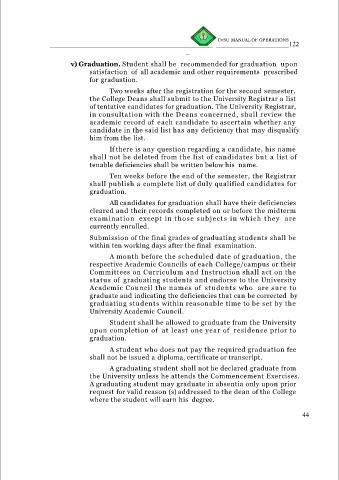 CVSU MANUAL OF OPERATIONS
122
v) Graduation. Student shall be recommended for graduation upon
satisfaction of all academic and other requirements prescribed
for graduation.
Two weeks after the registration for the second semester,
the College Deans shall submit to the University Registrar a list
of tentative candidates for graduation. The University Registrar,
in consultation with the Deans concerned, shall review the
academic record of each candidate to ascertain whether any
candidate in the said list has any deficiency that may disqualify
him from the list.
If there is any question regarding a candidate, his name
shall not be deleted from the list of candidates but a list of
tenable deficiencies shall be written below his name.
Ten weeks before the end of the semester, the Registrar
shall publish a complete list of duly qualified candidates for
graduation.
All candidates for graduation shall have their deficiencies
cleared and their records completed on or before the midterm
examination except in those subjects in which they are
currently enrolled.
Submission of the final grades of graduating students shall be
within ten working days after the final examination.
A month before the scheduled date of graduation, the
respective Academic Councils of each College/campus or their
Committees on Curriculum and Instruction shall act on the
status of graduating students and endorse to the University
Academic Council the names of students who are sure to
graduate and indicating the deficiencies that can be corrected by
graduating students within reasonable time to be set by the
University Academic Council.
Student shall be allowed to graduate from the University
upon completion of at least one year of residence prior to
graduation.
A student who does not pay the required graduation fee
shall not be issued a diploma, certificate or transcript.
A graduating student shall not be declared graduate from
the University unless he attends the Commencement Exercises.
A graduating student may graduate in absentia only upon prior
request for valid reason (s) addressed to the dean of the College
where the student will earn his degree.
44